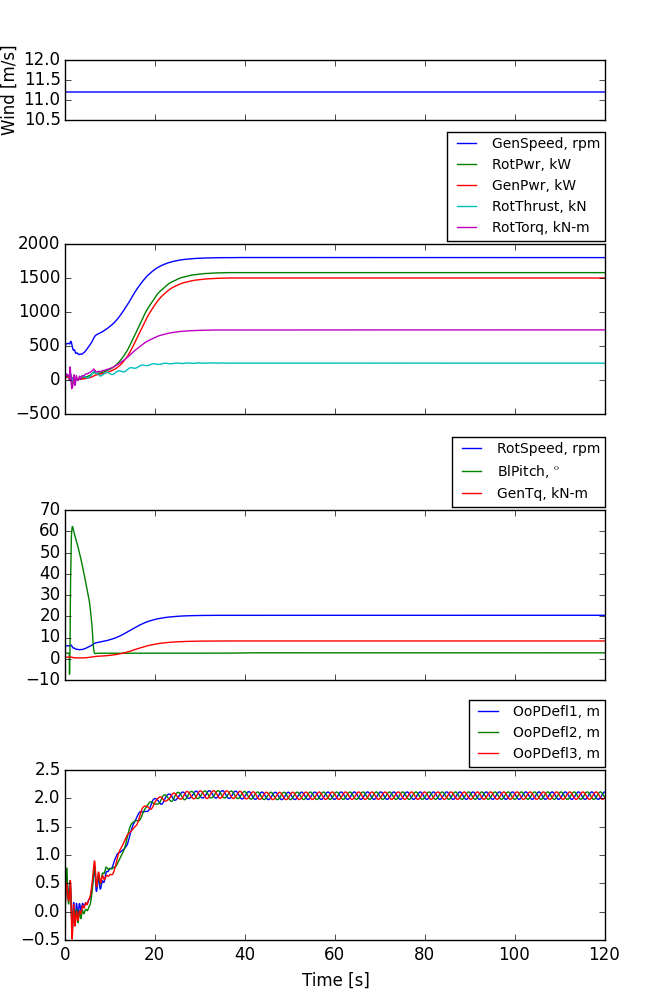 Wind [m/s]
12.0
11.5
11.0
10.5
GenSpeed, rpm
RotPwr, kW
GenPwr, kW
RotThrust, kN
RotTorq, kN-m
2000
1500
1000
500
0
−500
RotSpeed, rpm
BlPitch, º
GenTq, kN-m
70
60
50
40
30
20
10
0
−10
OoPDefl1, m
OoPDefl2, m
OoPDefl3, m
2.5
2.0
1.5
1.0
0.5
0.0
−0.5
0 20 40 60 80 100 120
Time [s]